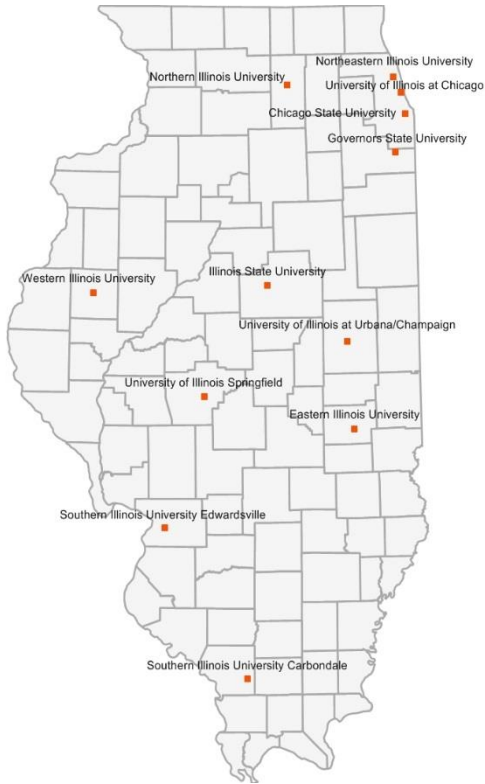 Northeastern Illinois University
Northern Illinois University
University of Illinois at Chicago
Chicago State University
Governors State University
Western Illinois University
Illinois State University
University of Illinois at Urbana/Champaign
University of Illinois Springfield
Eastern Illinois University
Southern Illinois University Edwardsville
Southern Illinois University Carbondale